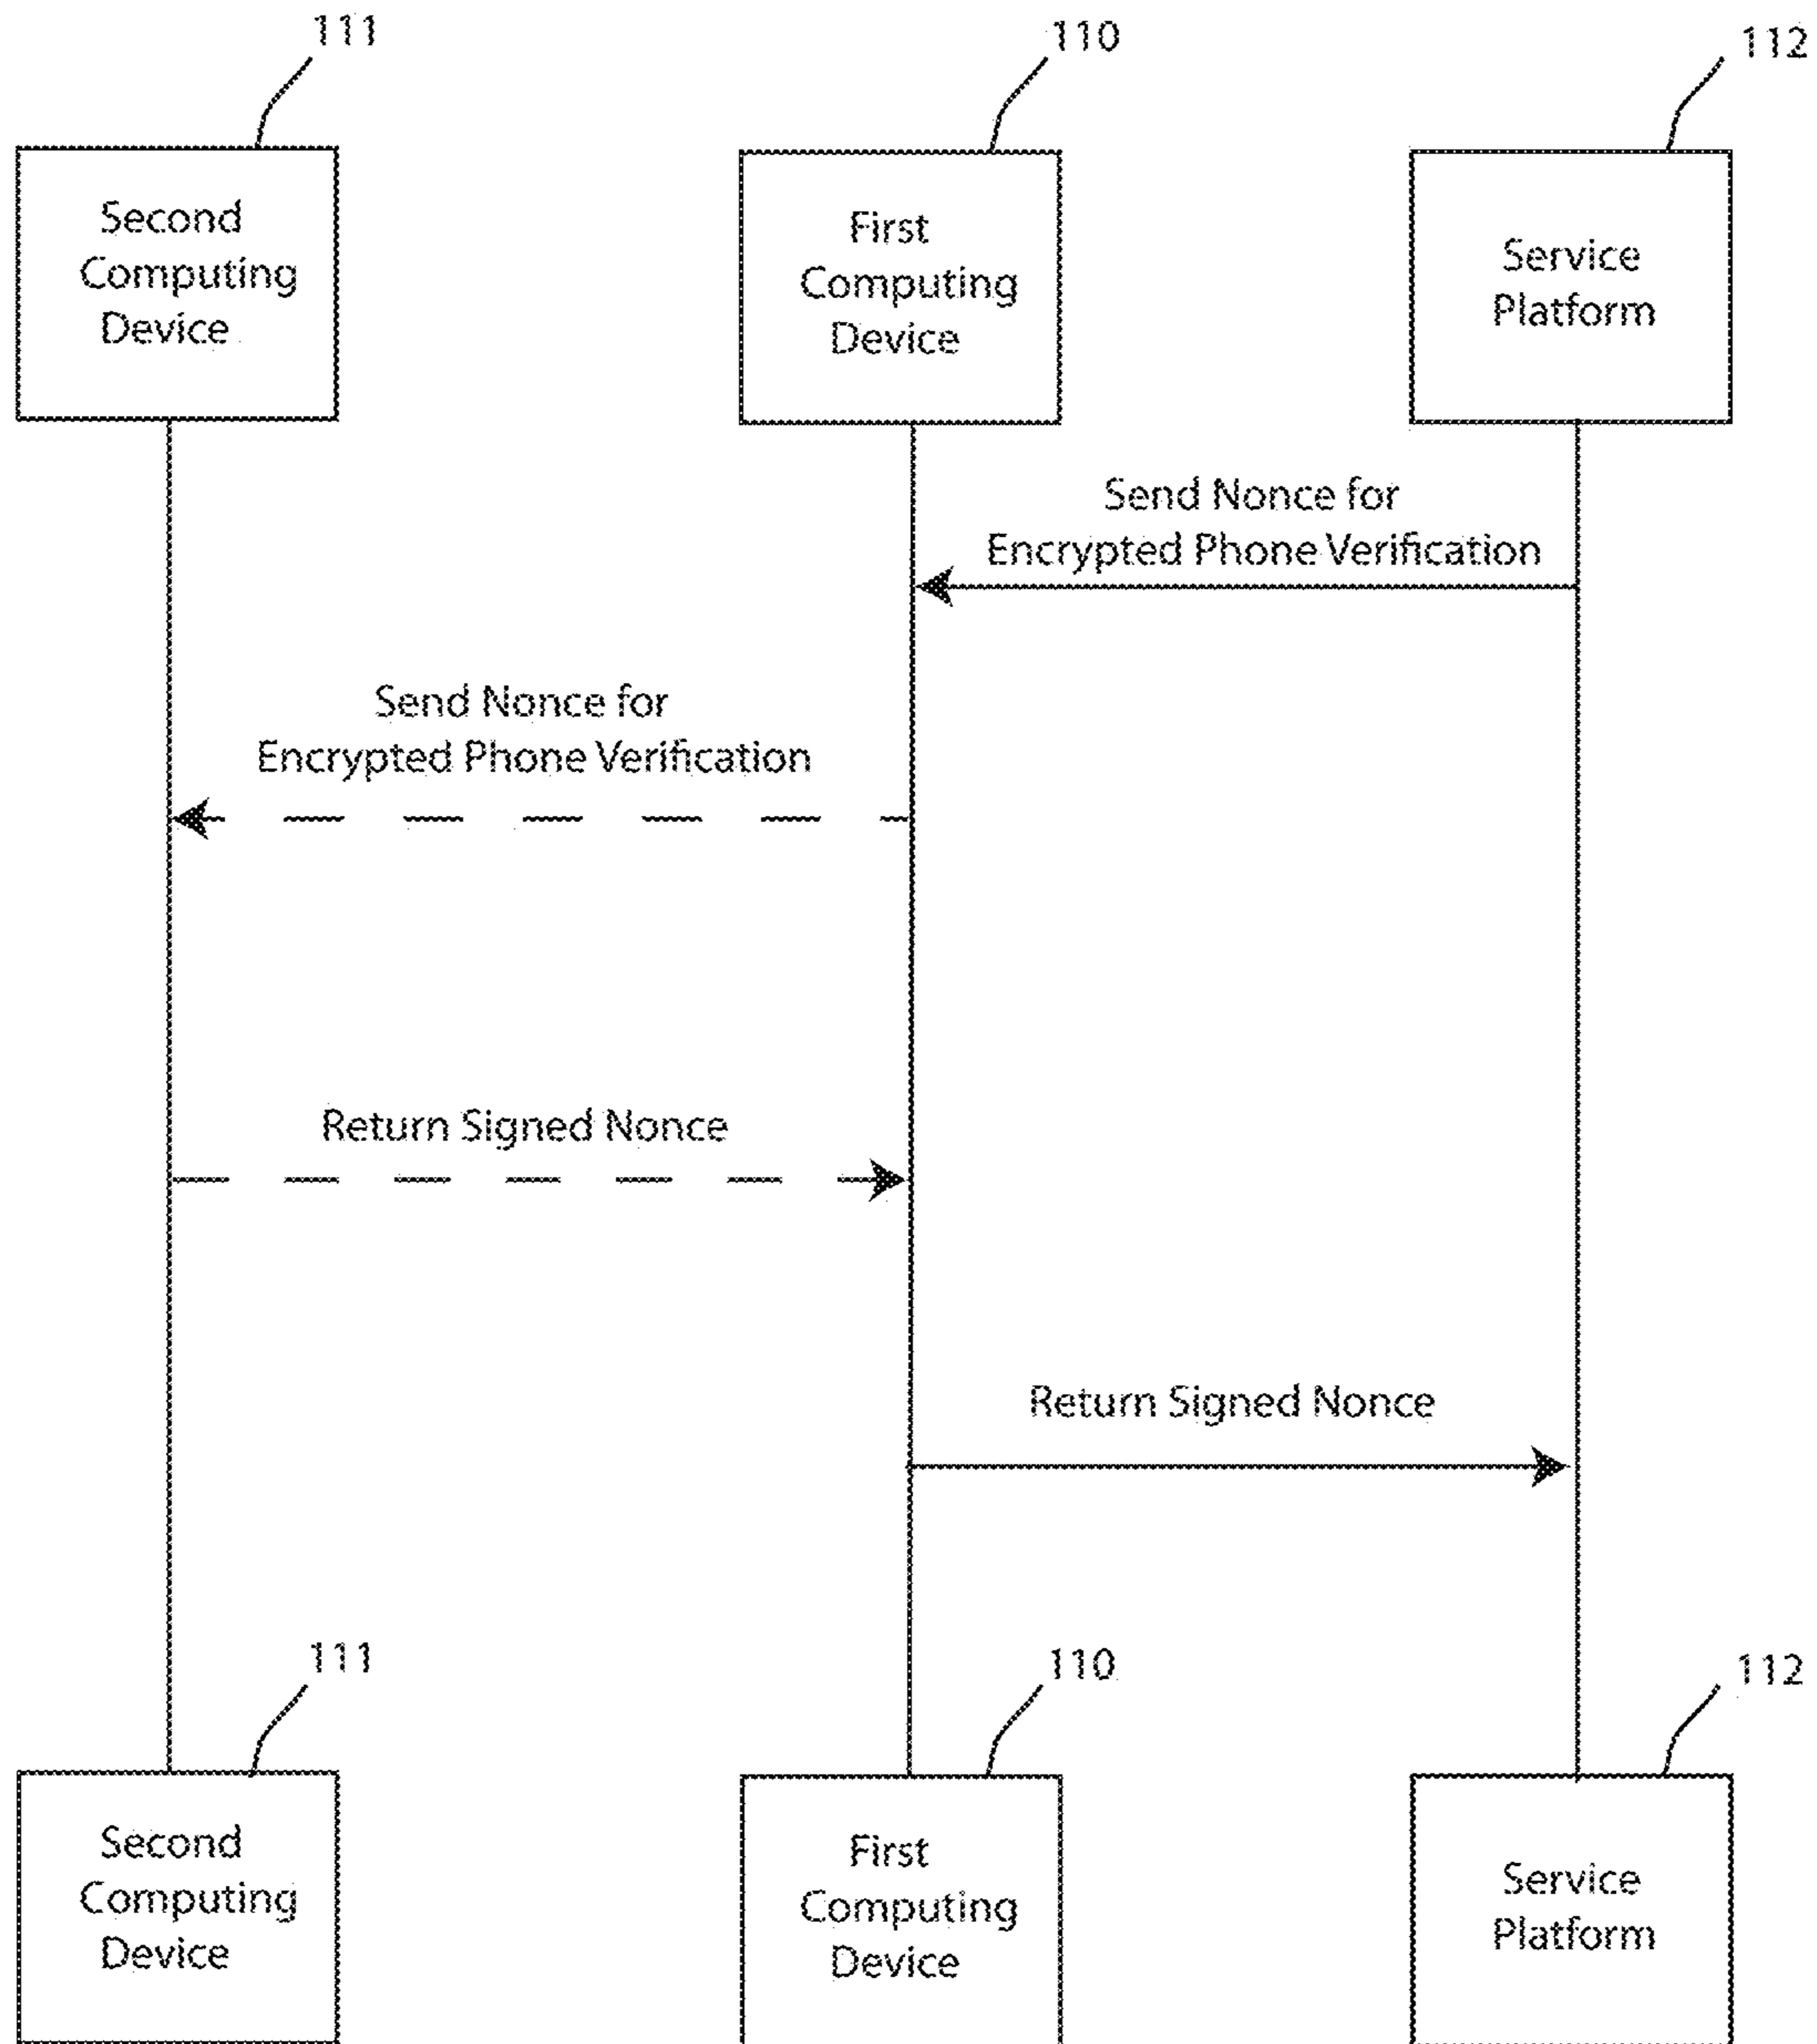 111
110
112
Second
Computing
Device
First
Computing
Device
Service
Platform
Send Nonce for
Encrypted Phone Verification
Send Nonce for
Encrypted Phone Verification
Return Signed Nonce
Return Signed Nonce
111
110
112
Second
Computing
Device
First
Computing
Device
Service
Platform